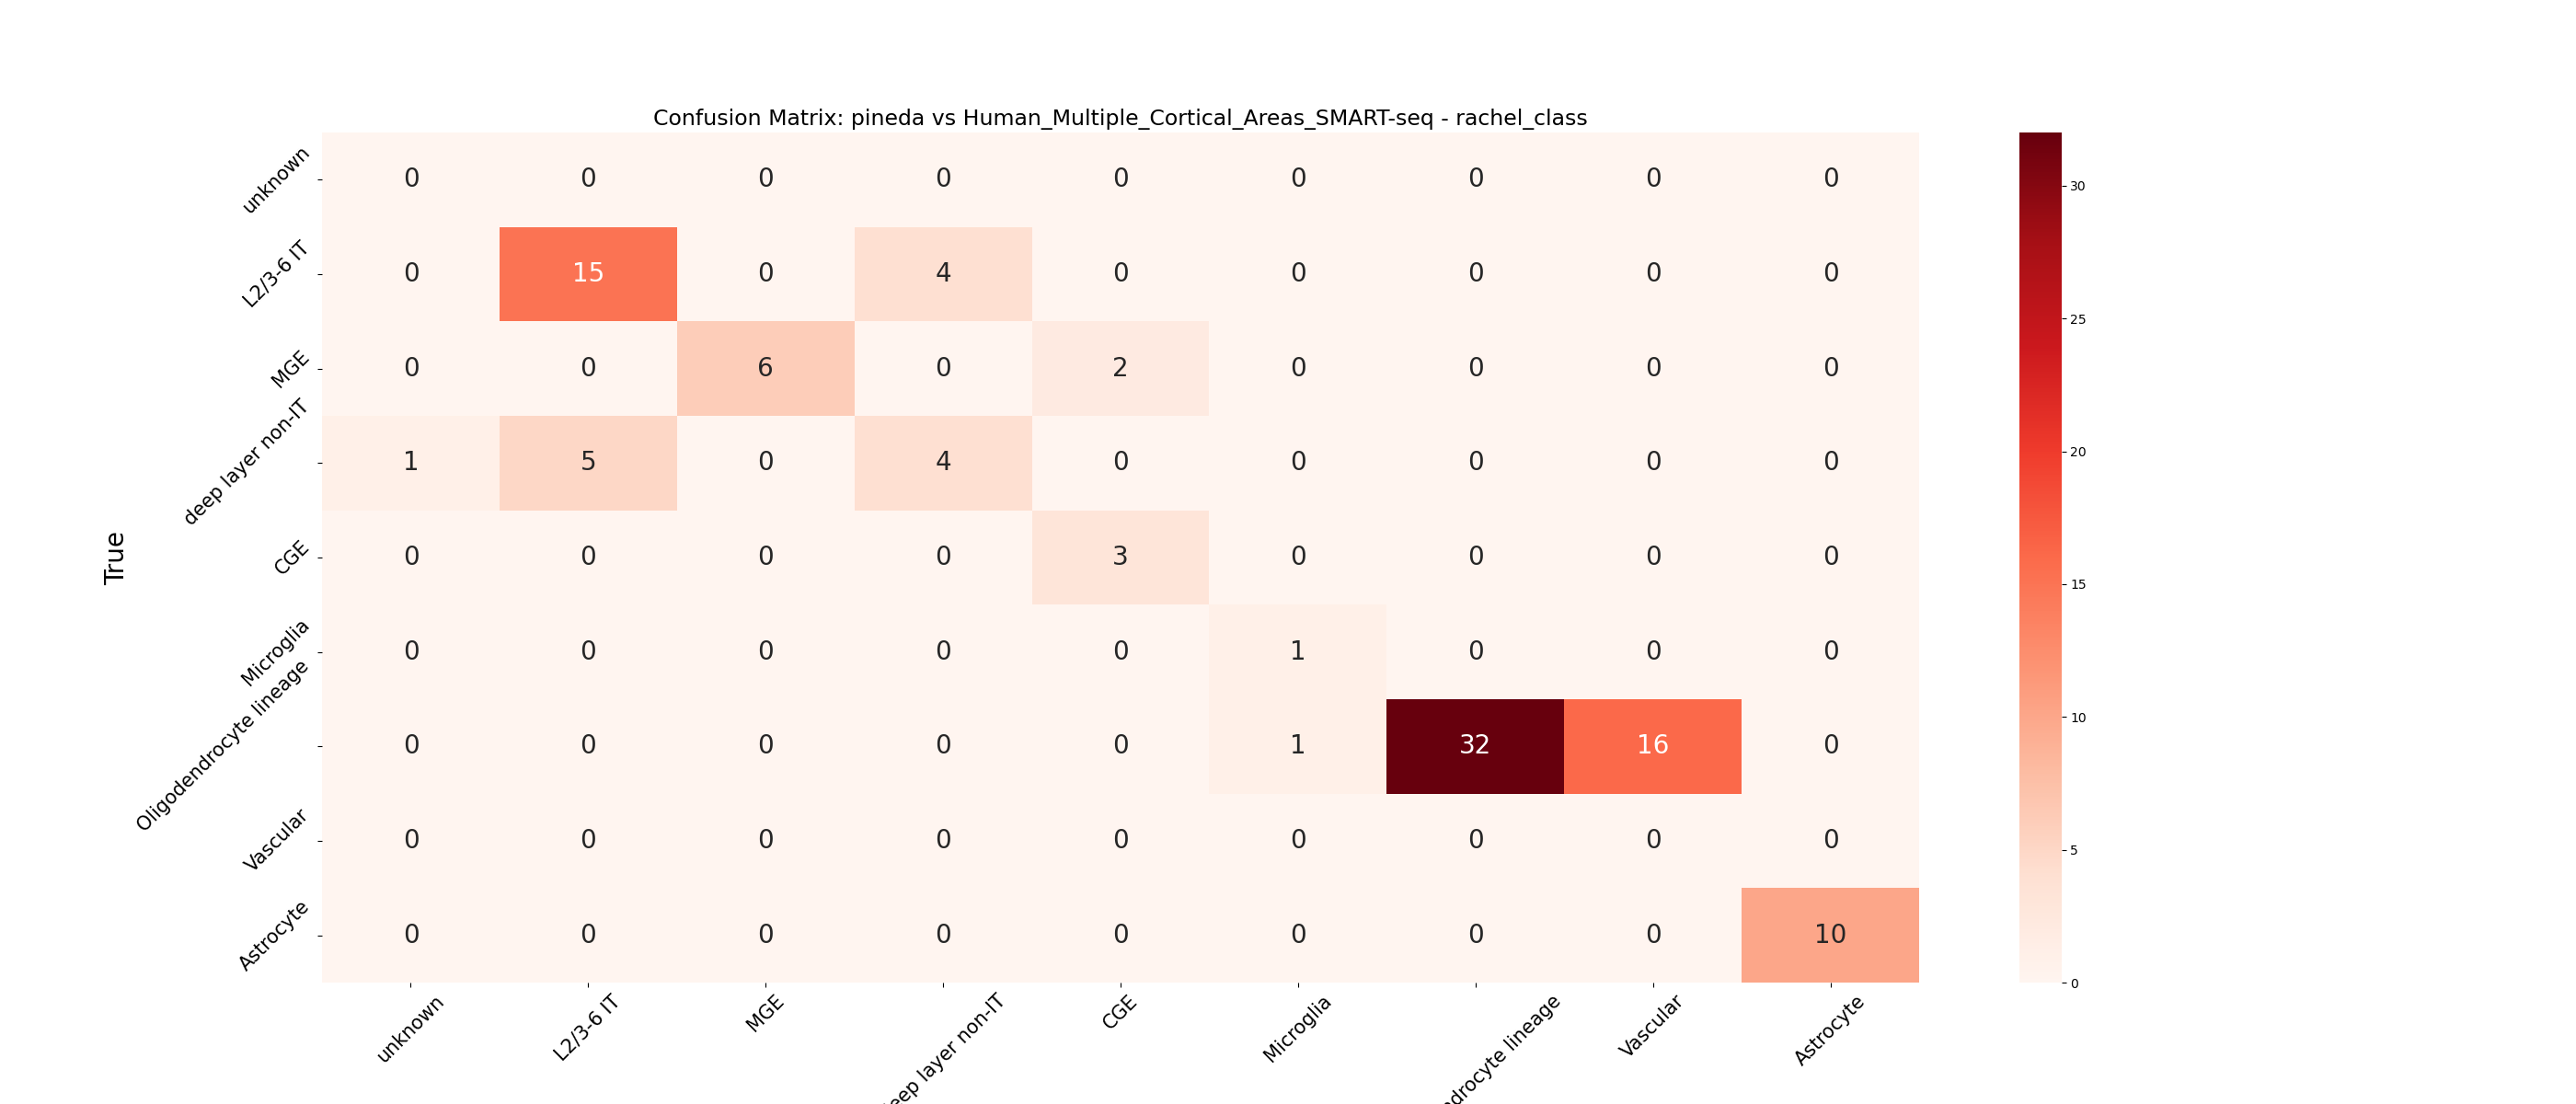 Confusion Matrix: pineda vs Human_Multiple_Cortical_Areas_SMART-seq - rachel_class
True
unknown 0 0 0 0 0 0 0 0 0
L2/3-6 IT 0 15 0 4 0 0 0 0 0
MGE 0 0 6 0 2 0 0 0 0
deep layer non-IT 1 5 0 4 0 0 0 0 0
CGE 0 0 0 0 3 0 0 0 0
Microglia 0 0 0 0 0 1 0 0 0
Oligodendrocyte lineage 0 0 0 0 0 1 32 16 0
Vascular 0 0 0 0 0 0 0 0 0
Astrocyte 0 0 0 0 0 0 0 0 10
unknown L2/3-6 IT MGE eep layer non-IT CGE Microglia ndrocyte lineage Vascular Astrocyte
30
25
20
15
10
5
0